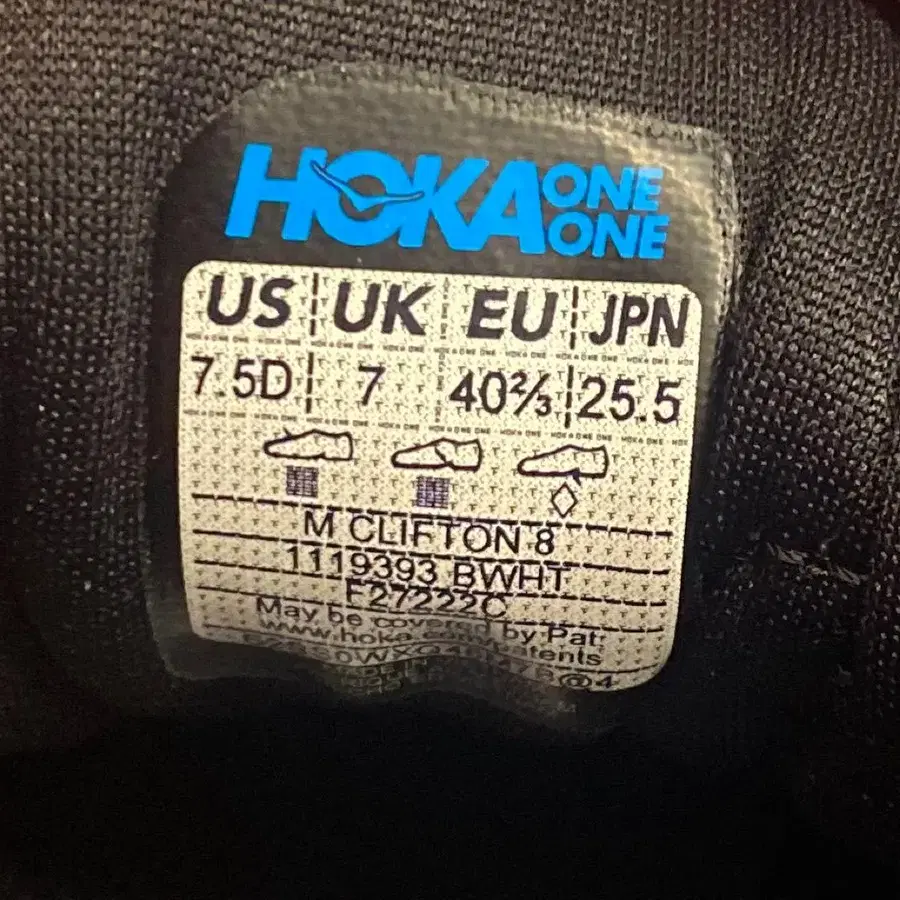 HOKA ONE ONE
US UK EU JPN
7.5D 7 40⅔ 25.5
M CLIFTON 8
1119393 BWHT
F27222C
May be covered by Pat:
www.hoka.com/patents